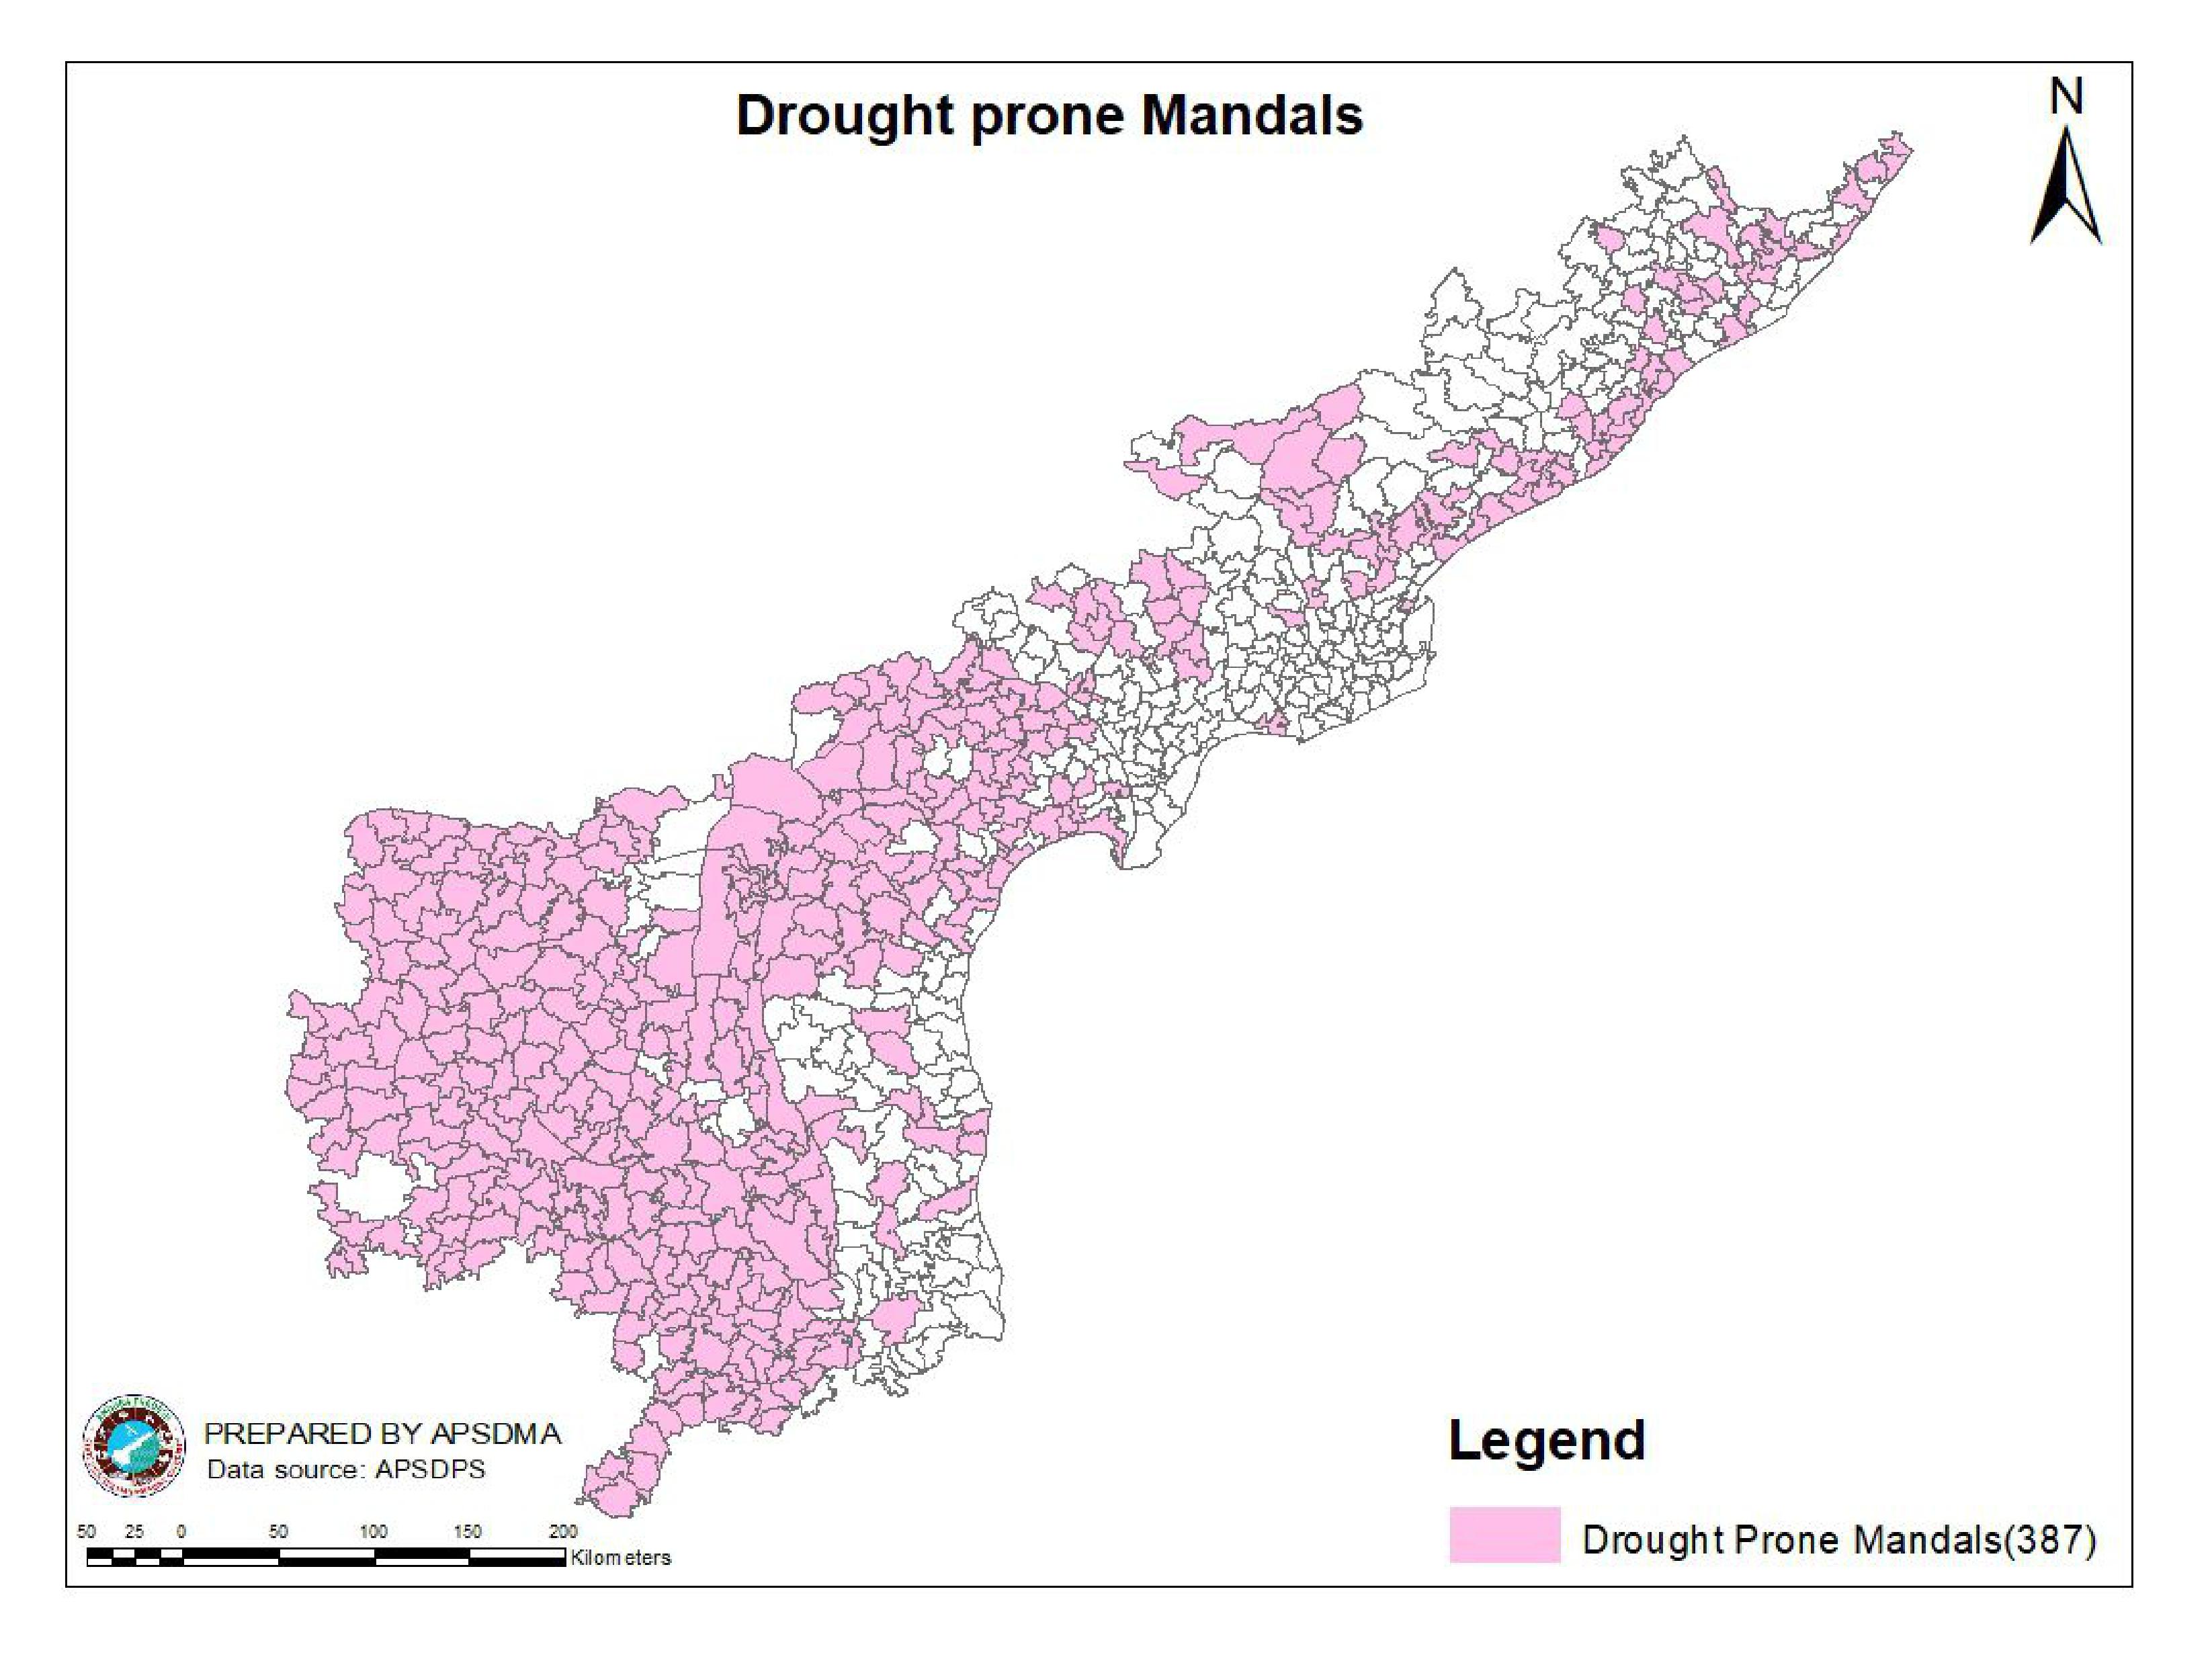 Drought prone Mandals
N
PREPARED BY APSDMA
Data source: APSDPS
50 25 0 50 100 150 200
Kilometers
Legend
Drought Prone Mandals(387)